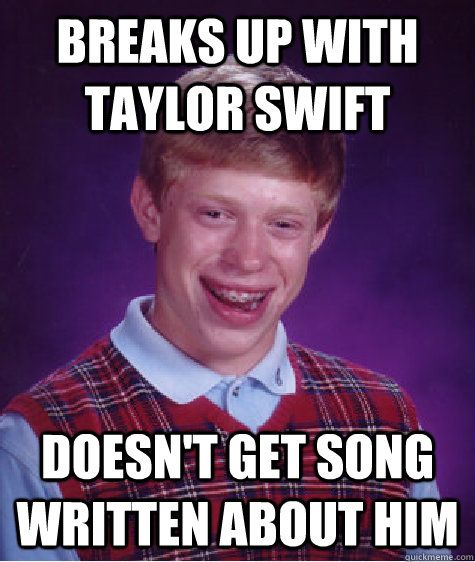 BREAKS UP WITH
TAYLOR SWIFT
DOESN'T GET SONG
WRITTEN ABOUT HIM
quickmeme.com